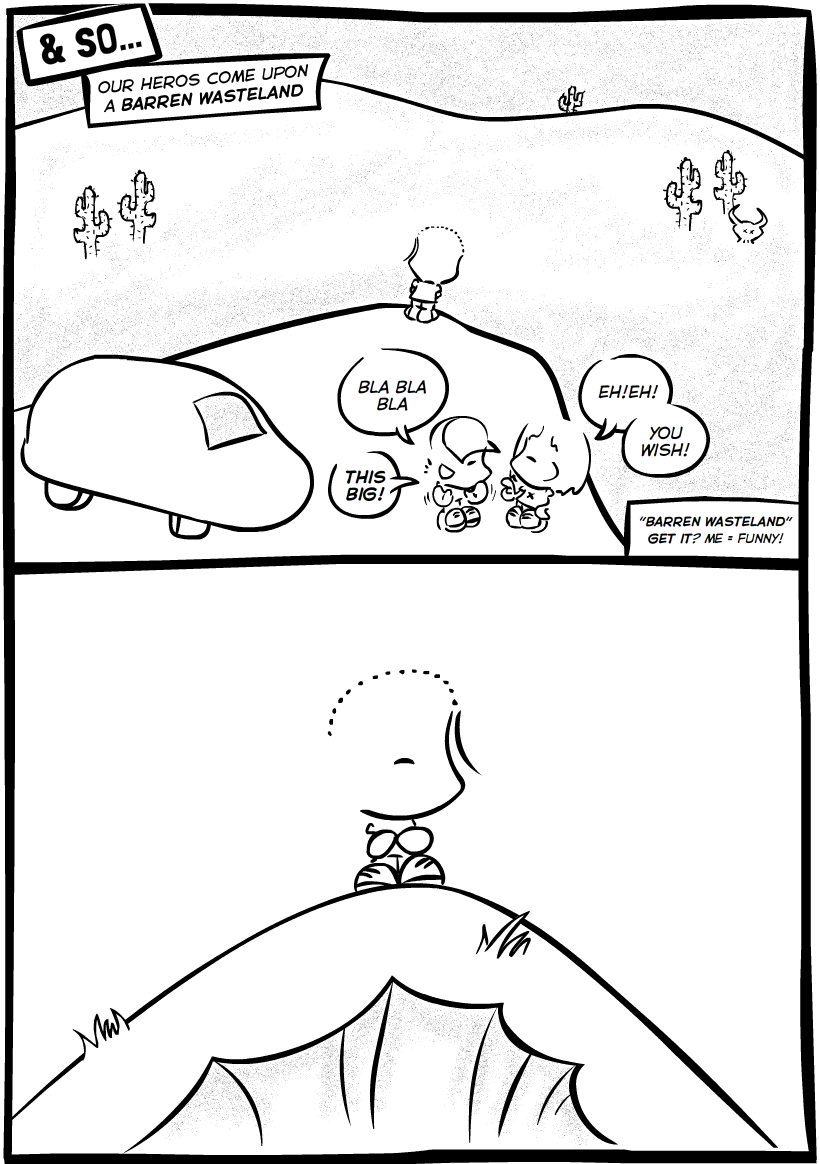 & SO...
OUR HEROS COME UPON
A BARREN WASTELAND
BLA BLA
BLA
THIS
BIG!
EH!EH!
YOU
WISH!
"BARREN WASTELAND"
GET IT? ME = FUNNY!